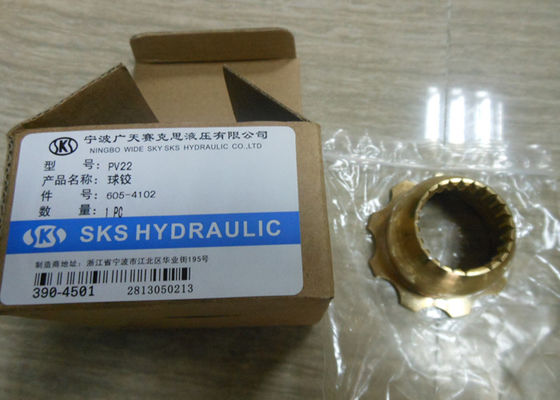 SKS 宁波广天赛克思液压有限公司
NINGBO WIDE SKY SKS HYDRAULIC CO.,LTD
型 号: PV22
产品名称: 球铰
件 号: 605-4102
数 量: 1 PC
SKS SKS HYDRAULIC
制造商地址: 浙江省宁波市江北区华业街195号
390-4501 2813050213